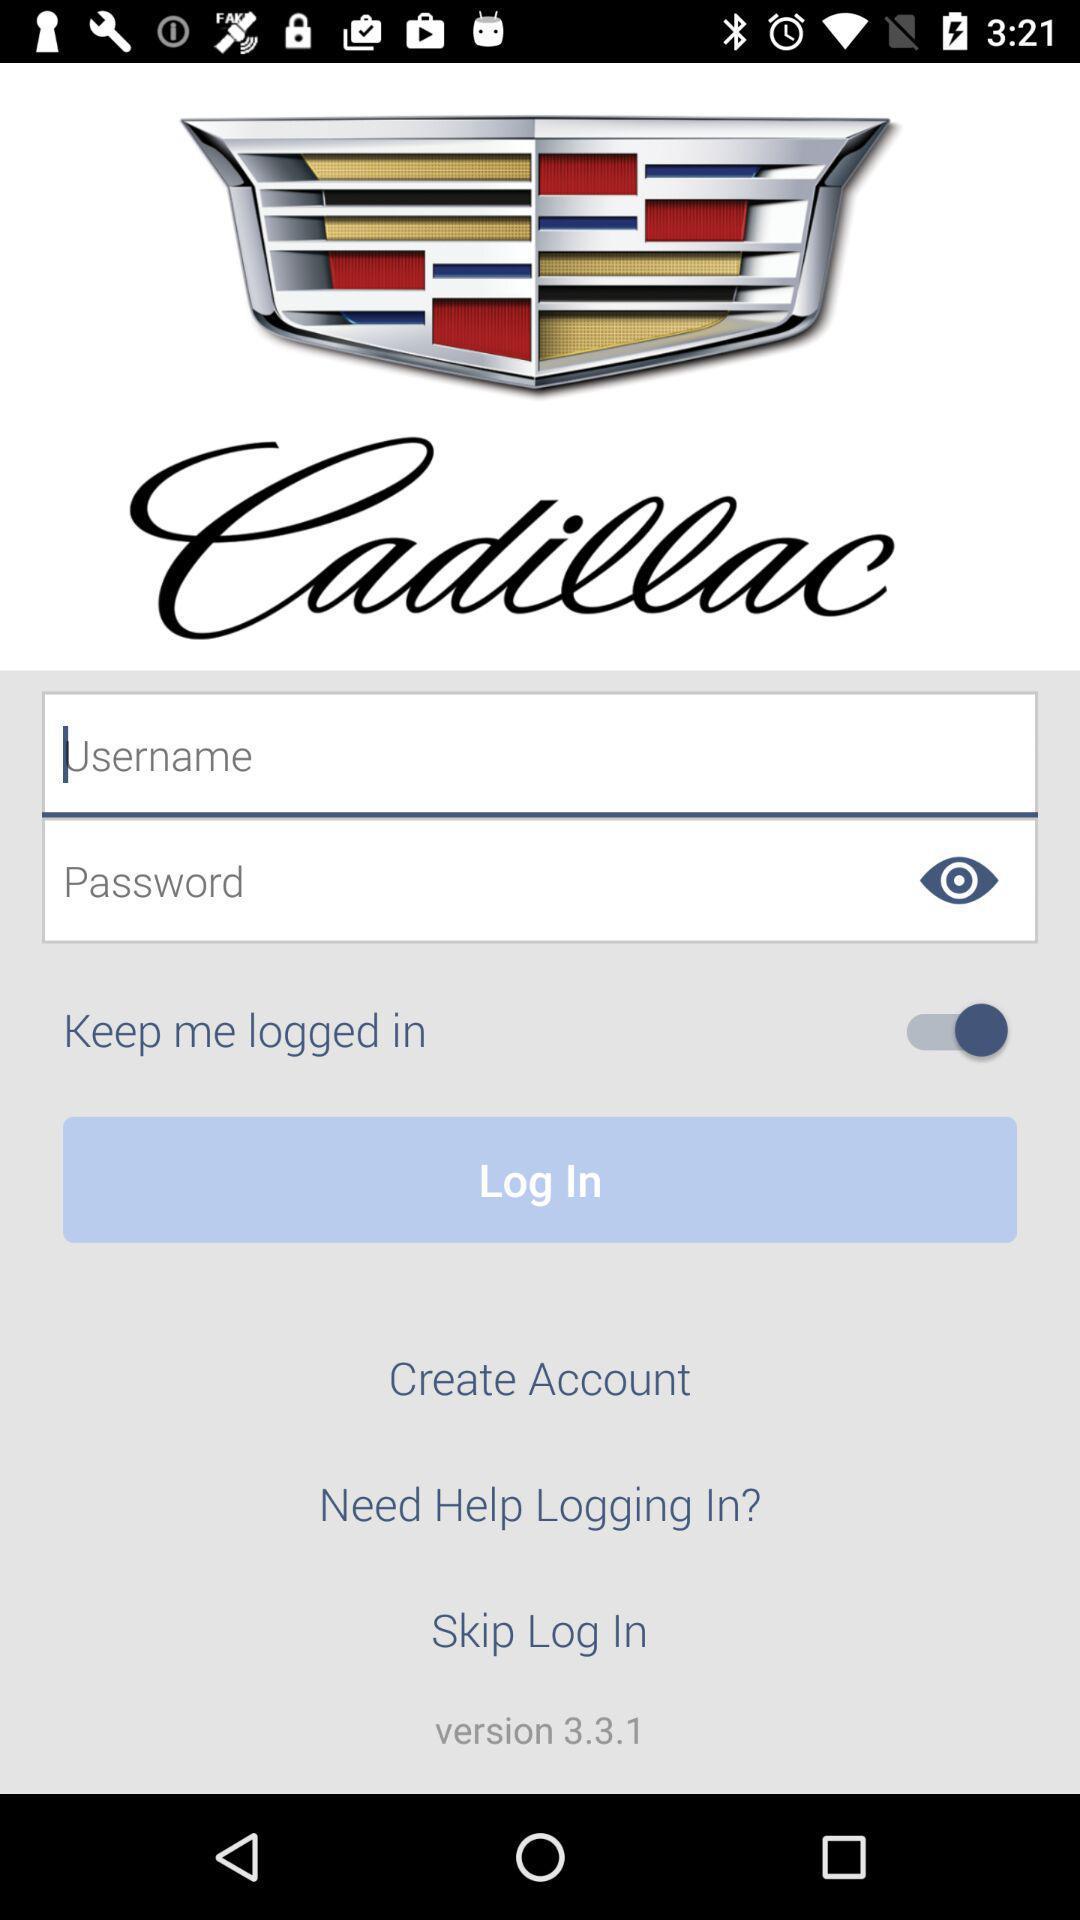 FAKE
3:21
Cadillac
Username
Password
Keep me logged in
Log In
Create Account
Need Help Logging In?
Skip Log In
version 3.3.1